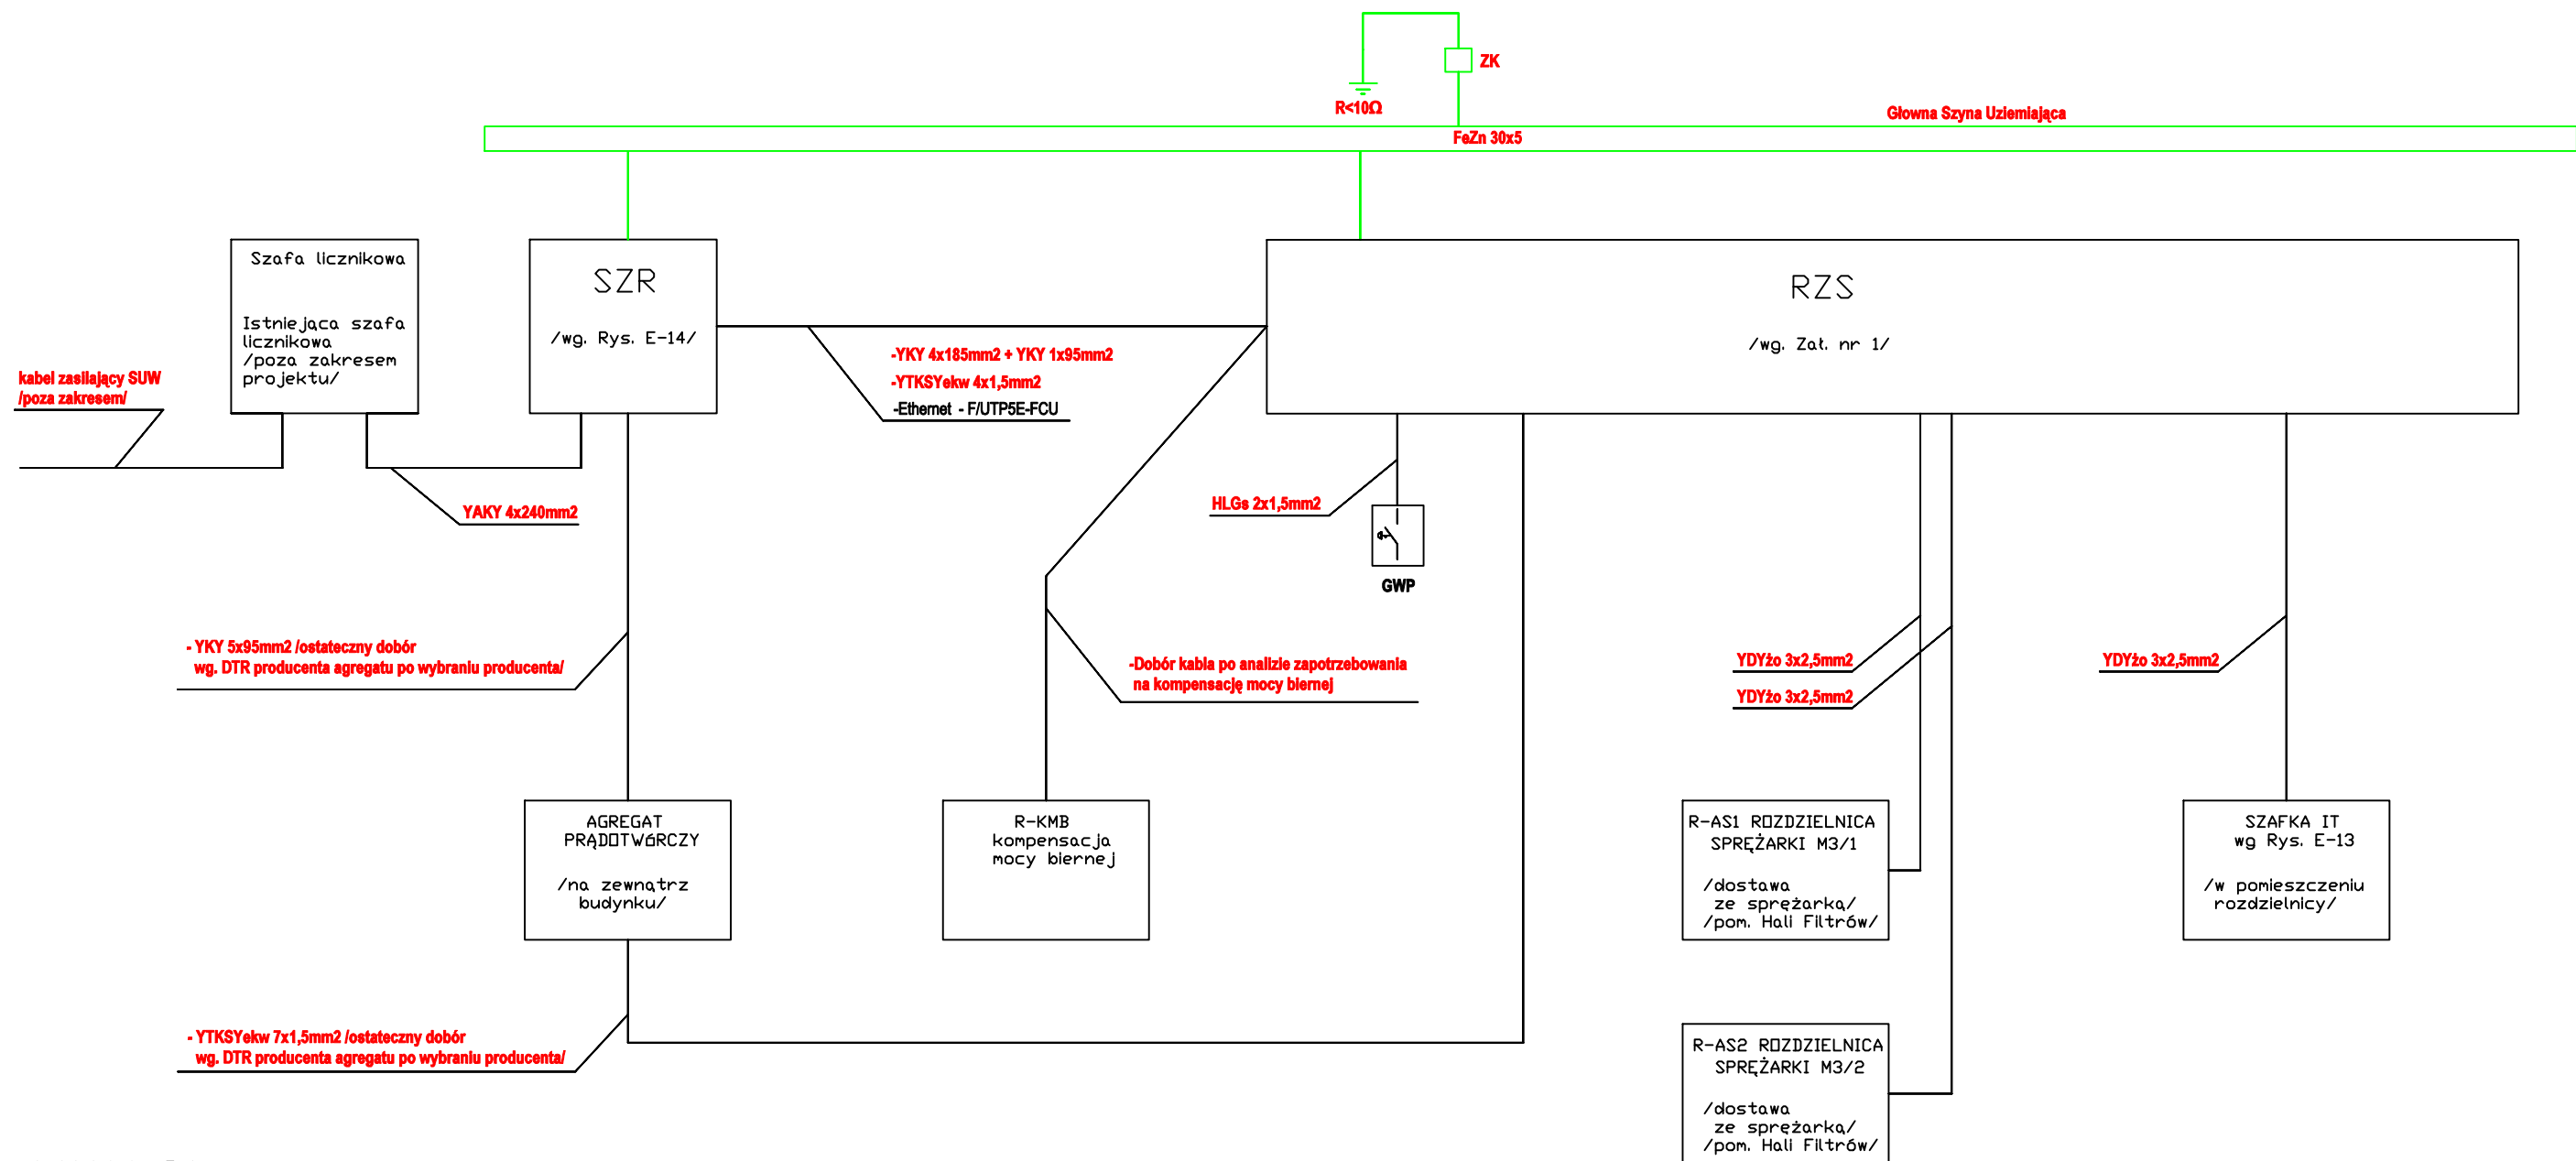 ZK
R<10Ω
Głowna Szyna Uziemiająca
FeZn 30x5
Szafa licznikowa
Istniejąca szafa
licznikowa
/poza zakresem
projektu/
SZR
/wg. Rys. E-14/
RZS
/wg. Zał. nr 1/
kabel zasilający SUW
/poza zakresem/
-YKY 4x185mm2 + YKY 1x95mm2
-YTKSYekw 4x1,5mm2
-Ethernet - F/UTP5E-FCU
YAKY 4x240mm2
HLGs 2x1,5mm2
GWP
- YKY 5x95mm2 /ostateczny dobór
wg. DTR producenta agregatu po wybraniu producenta/
-Dobór kabla po analizie zapotrzebowania
na kompensację mocy biernej
YDYżo 3x2,5mm2
YDYżo 3x2,5mm2
YDYżo 3x2,5mm2
AGREGAT
PRĄDOTWÓRCZY
/na zewnątrz
budynku/
R-KMB
kompensacja
mocy biernej
R-AS1 ROZDZIELNICA
SPRĘŻARKI M3/1
/dostawa
ze sprężarką/
/pom. Hali Filtrów/
SZAFKA IT
wg Rys. E-13
/w pomieszczeniu
rozdzielnicy/
- YTKSYekw 7x1,5mm2 /ostateczny dobór
wg. DTR producenta agregatu po wybraniu producenta/
R-AS2 ROZDZIELNICA
SPRĘŻARKI M3/2
/dostawa
ze sprężarką/
/pom. Hali Filtrów/